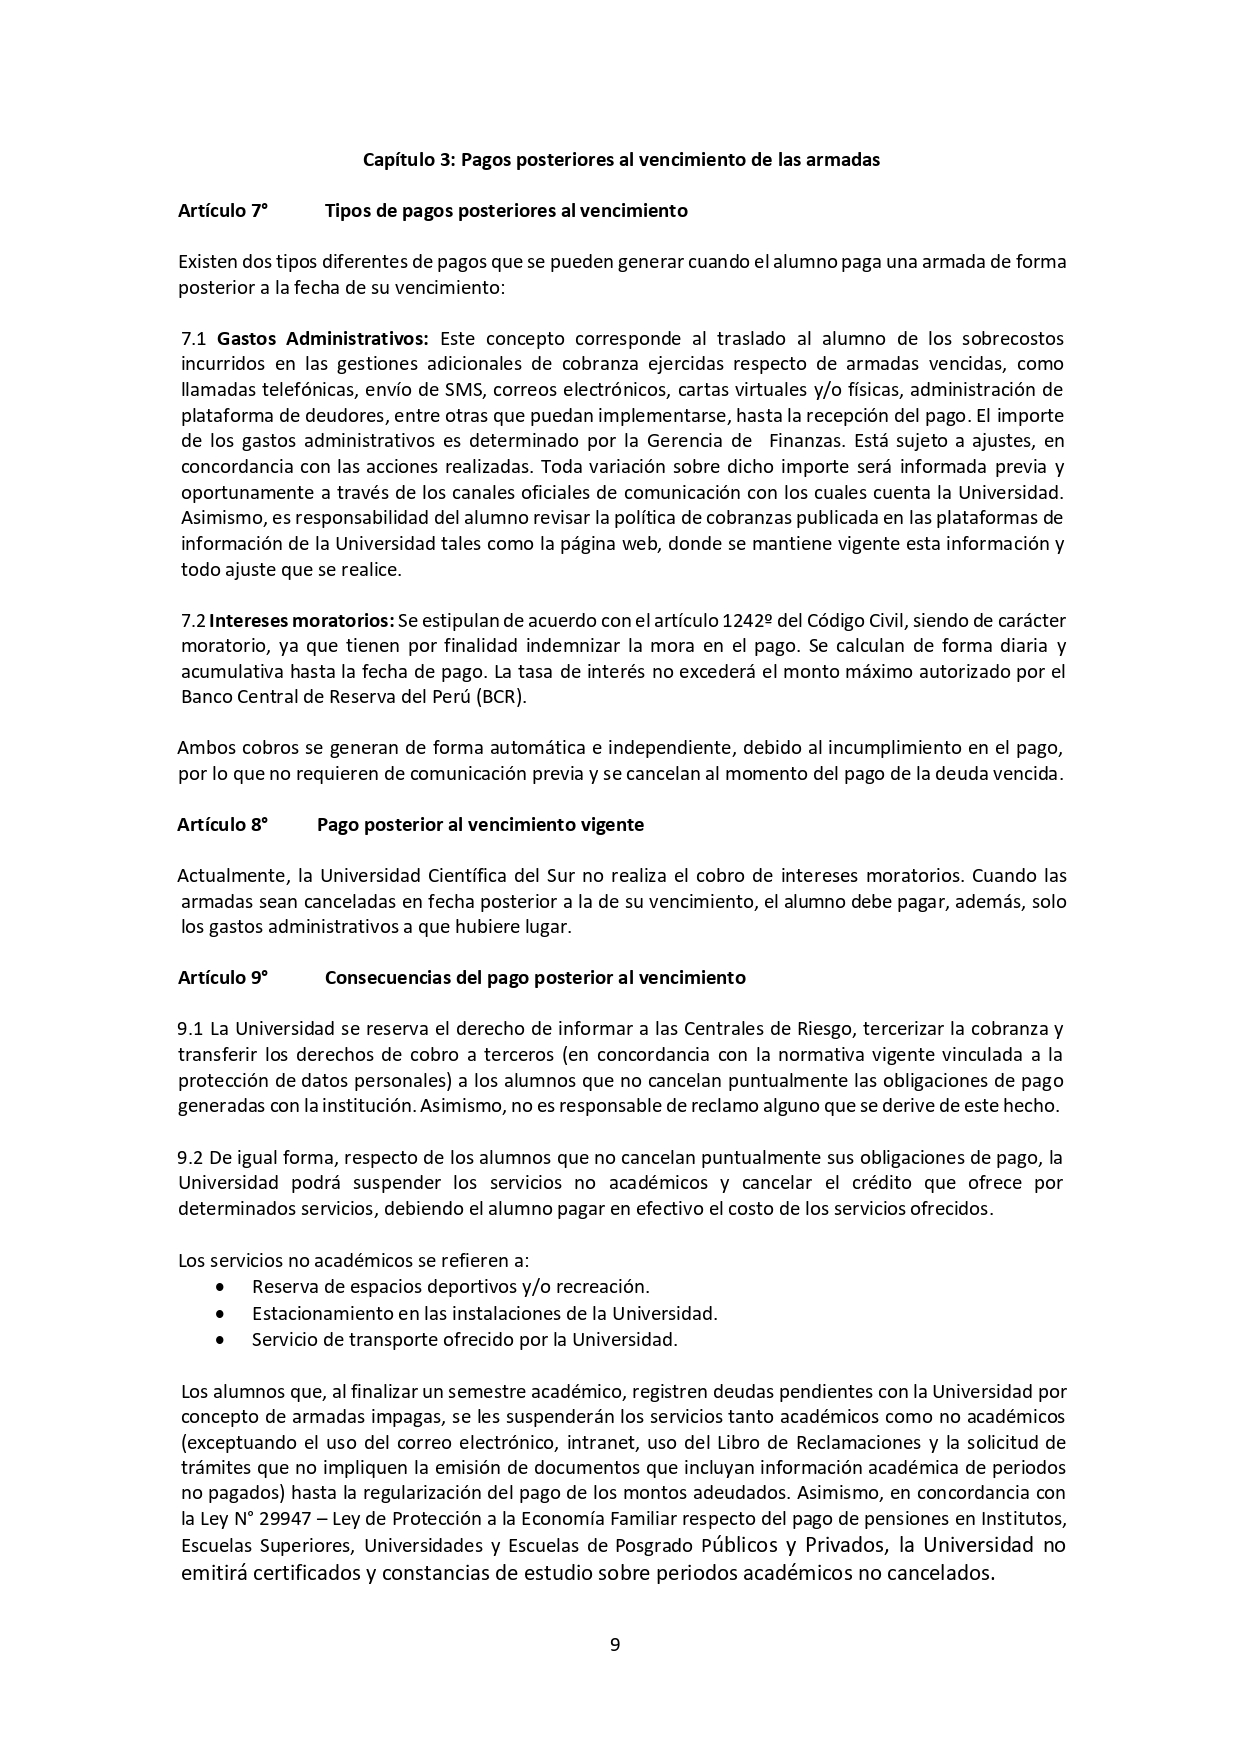 Capítulo 3: Pagos posteriores al vencimiento de las armadas
Artículo 7° Tipos de pagos posteriores al vencimiento
Existen dos tipos diferentes de pagos que se pueden generar cuando el alumno paga una armada de forma
posterior a la fecha de su vencimiento:
7.1 Gastos Administrativos: Este concepto corresponde al traslado al alumno de los sobrecostos
incurridos en las gestiones adicionales de cobranza ejercidas respecto de armadas vencidas, como
llamadas telefónicas, envío de SMS, correos electrónicos, cartas virtuales y/o físicas, administración de
plataforma de deudores, entre otras que puedan implementarse, hasta la recepción del pago. El importe
de los gastos administrativos es determinado por la Gerencia de Finanzas. Está sujeto a ajustes, en
concordancia con las acciones realizadas. Toda variación sobre dicho importe será informada previa y
oportunamente a través de los canales oficiales de comunicación con los cuales cuenta la Universidad.
Asimismo, es responsabilidad del alumno revisar la política de cobranzas publicada en las plataformas de
información de la Universidad tales como la página web, donde se mantiene vigente esta información y
todo ajuste que se realice.
7.2 Intereses moratorios: Se estipulan de acuerdo con el artículo 1242º del Código Civil, siendo de carácter
moratorio, ya que tienen por finalidad indemnizar la mora en el pago. Se calculan de forma diaria y
acumulativa hasta la fecha de pago. La tasa de interés no excederá el monto máximo autorizado por el
Banco Central de Reserva del Perú (BCR).
Ambos cobros se generan de forma automática e independiente, debido al incumplimiento en el pago,
por lo que no requieren de comunicación previa y se cancelan al momento del pago de la deuda vencida.
Artículo 8° Pago posterior al vencimiento vigente
Actualmente, la Universidad Científica del Sur no realiza el cobro de intereses moratorios. Cuando las
armadas sean canceladas en fecha posterior a la de su vencimiento, el alumno debe pagar, además, solo
los gastos administrativos a que hubiere lugar.
Artículo 9° Consecuencias del pago posterior al vencimiento
9.1 La Universidad se reserva el derecho de informar a las Centrales de Riesgo, tercerizar la cobranza y
transferir los derechos de cobro a terceros (en concordancia con la normativa vigente vinculada a la
protección de datos personales) a los alumnos que no cancelan puntualmente las obligaciones de pago
generadas con la institución. Asimismo, no es responsable de reclamo alguno que se derive de este hecho.
9.2 De igual forma, respecto de los alumnos que no cancelan puntualmente sus obligaciones de pago, la
Universidad podrá suspender los servicios no académicos y cancelar el crédito que ofrece por
determinados servicios, debiendo el alumno pagar en efectivo el costo de los servicios ofrecidos.
Los servicios no académicos se refieren a:
• Reserva de espacios deportivos y/o recreación.
• Estacionamiento en las instalaciones de la Universidad.
• Servicio de transporte ofrecido por la Universidad.
Los alumnos que, al finalizar un semestre académico, registren deudas pendientes con la Universidad por
concepto de armadas impagas, se les suspenderán los servicios tanto académicos como no académicos
(exceptuando el uso del correo electrónico, intranet, uso del Libro de Reclamaciones y la solicitud de
trámites que no impliquen la emisión de documentos que incluyan información académica de periodos
no pagados) hasta la regularización del pago de los montos adeudados. Asimismo, en concordancia con
la Ley N° 29947 – Ley de Protección a la Economía Familiar respecto del pago de pensiones en Institutos,
Escuelas Superiores, Universidades y Escuelas de Posgrado Públicos y Privados, la Universidad no
emitirá certificados y constancias de estudio sobre periodos académicos no cancelados.
9